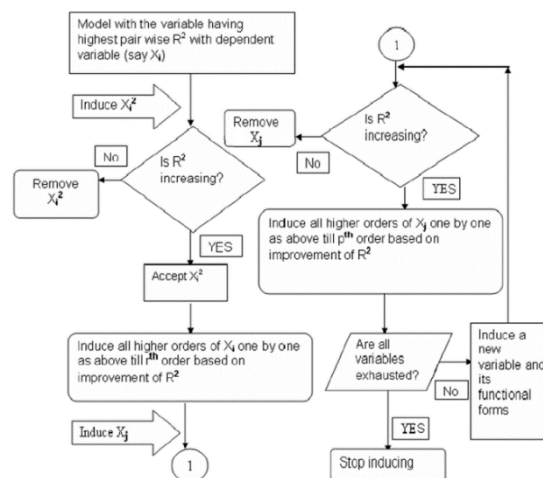 Model with the variable having
highest pair wise R² with dependent
variable (say Xᵢ)
Induce Xᵢ²
No
Is R²
increasing?
Remove
Xᵢ²
YES
Accept Xᵢ²
Induce all higher orders of Xᵢ one by one
as above till rᵗʰ order based on
improvement of R²
Induce Xⱼ
1
1
Remove
Xⱼ
Is R²
increasing?
No
YES
Induce all higher orders of Xⱼ one by one
as above till pᵗʰ order based on
improvement of R²
Are all
variables
exhausted?
No
Induce a
new
variable and
its
functional
forms
YES
Stop inducing